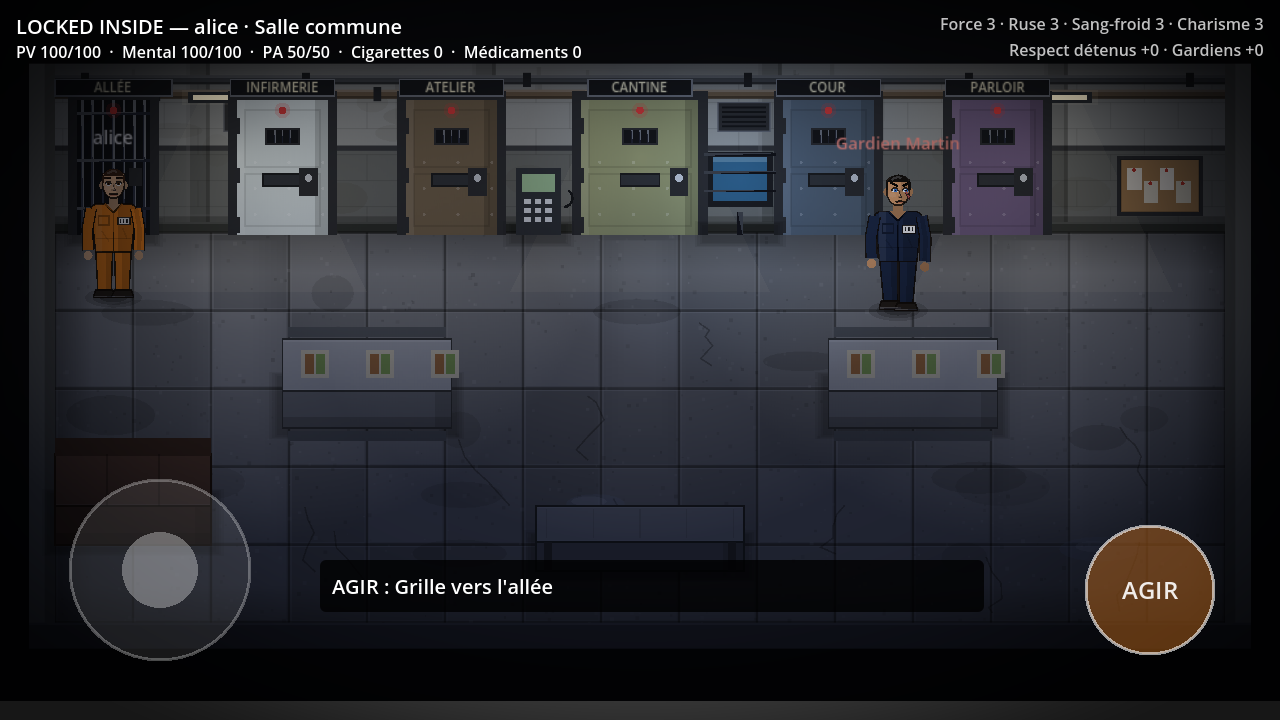 LOCKED INSIDE — alice · Salle commune
PV 100/100 · Mental 100/100 · PA 50/50 · Cigarettes 0 · Médicaments 0
Force 3 · Ruse 3 · Sang-froid 3 · Charisme 3
Respect détenus +0 · Gardiens +0
ALLÉE
INFIRMERIE
ATELIER
CANTINE
COUR
PARLOIR
alice
Gardien Martin
AGIR : Grille vers l'allée
AGIR